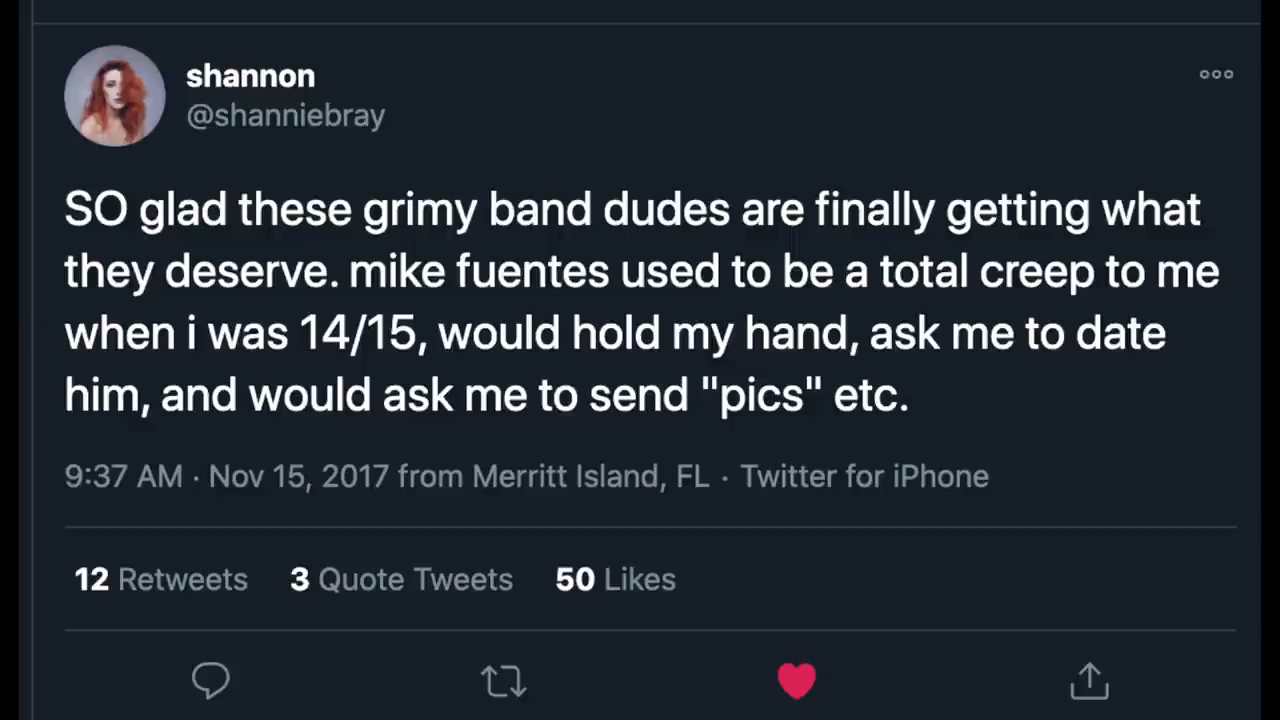 shannon
@shanniebray
SO glad these grimy band dudes are finally getting what
they deserve. mike fuentes used to be a total creep to me
when i was 14/15, would hold my hand, ask me to date
him, and would ask me to send "pics" etc.
9:37 AM · Nov 15, 2017 from Merritt Island, FL · Twitter for iPhone
12 Retweets 3 Quote Tweets 50 Likes